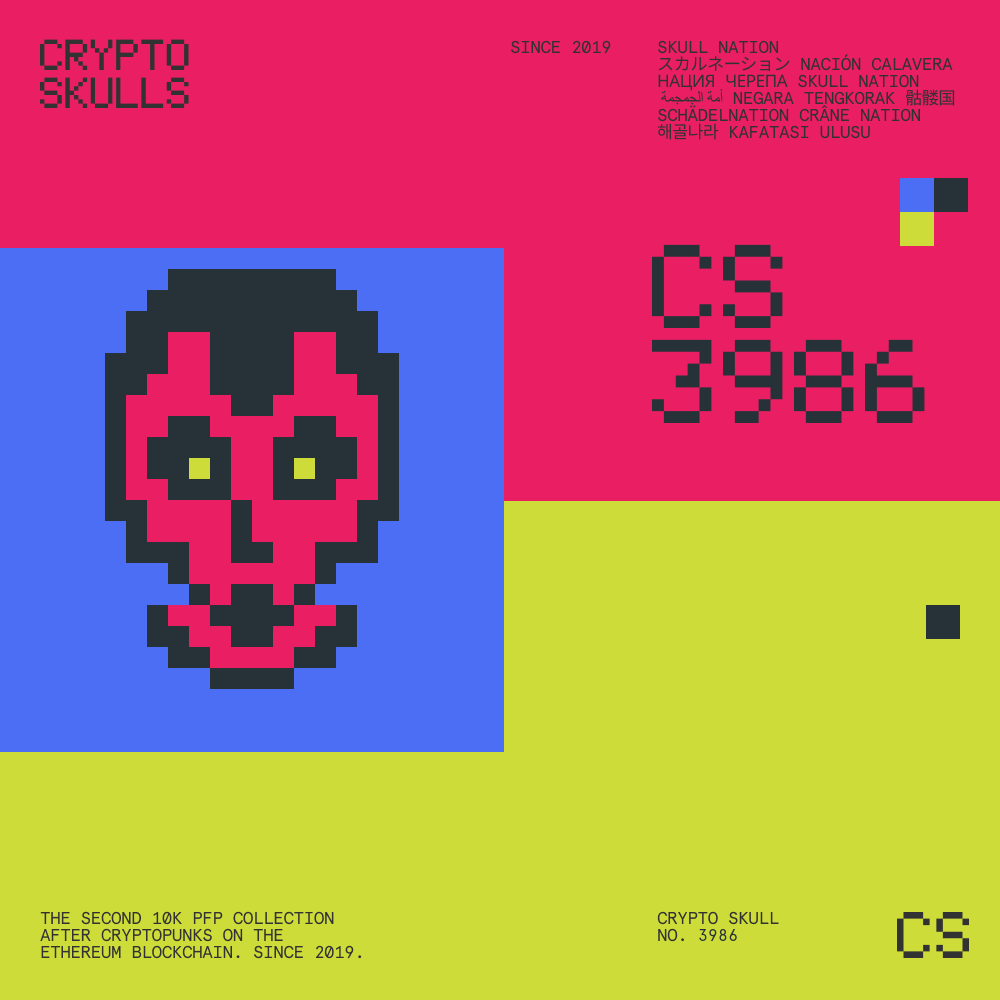 CRYPTO
SKULLS
SINCE 2019
SKULL NATION
スカルネーション NACIÓN CALAVERA
НАЦИЯ ЧЕРЕПА SKULL NATION
أمة الجمجمة NEGARA TENGKORAK 骷髅国
SCHÄDELNATION CRÂNE NATION
해골나라 KAFATASI ULUSU
CS
3986
THE SECOND 10K PFP COLLECTION
AFTER CRYPTOPUNKS ON THE
ETHEREUM BLOCKCHAIN. SINCE 2019.
CRYPTO SKULL
NO. 3986
CS